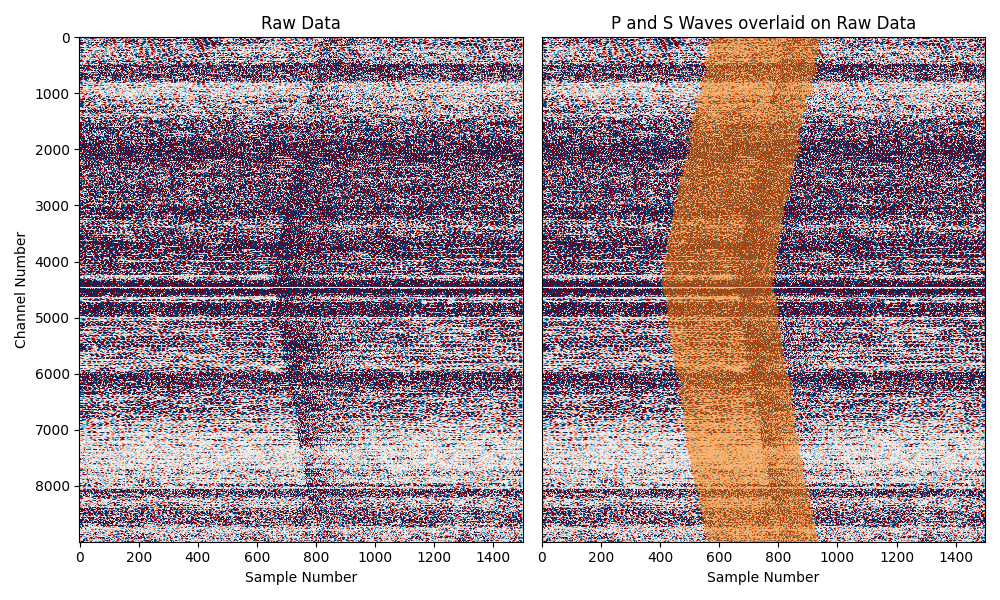 Raw Data
P and S Waves overlaid on Raw Data
Channel Number
0
1000
2000
3000
4000
5000
6000
7000
8000
0 200 400 600 800 1000 1200 1400
0 200 400 600 800 1000 1200 1400
Sample Number
Sample Number